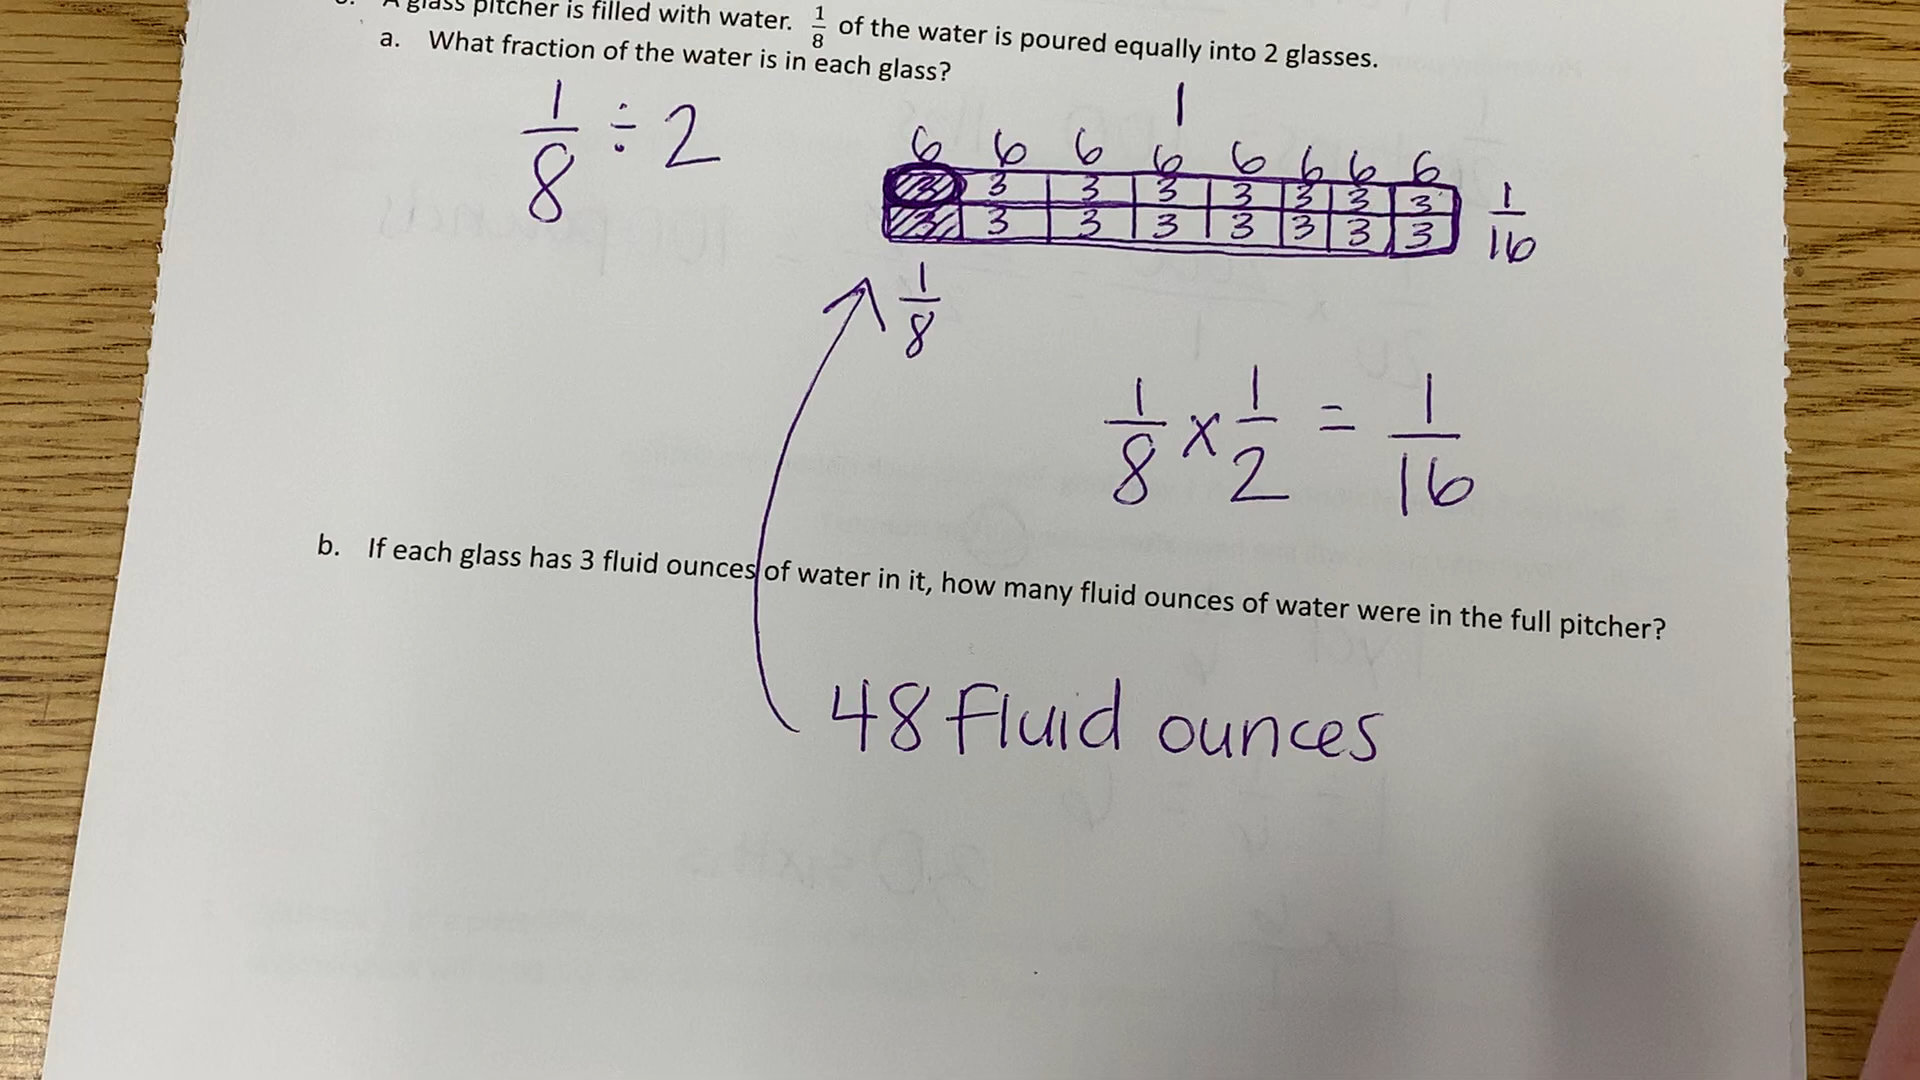 A glass pitcher is filled with water. 1/8 of the water is poured equally into 2 glasses.
a. What fraction of the water is in each glass?
1/8 ÷ 2
1
6 6 6 6 6 6 6 6
3 3 3 3 3 3 3 3
3 3 3 3 3 3 3 3
1/16
1/8
1/8 x 1/2 = 1/16
b. If each glass has 3 fluid ounces of water in it, how many fluid ounces of water were in the full pitcher?
48 fluid ounces